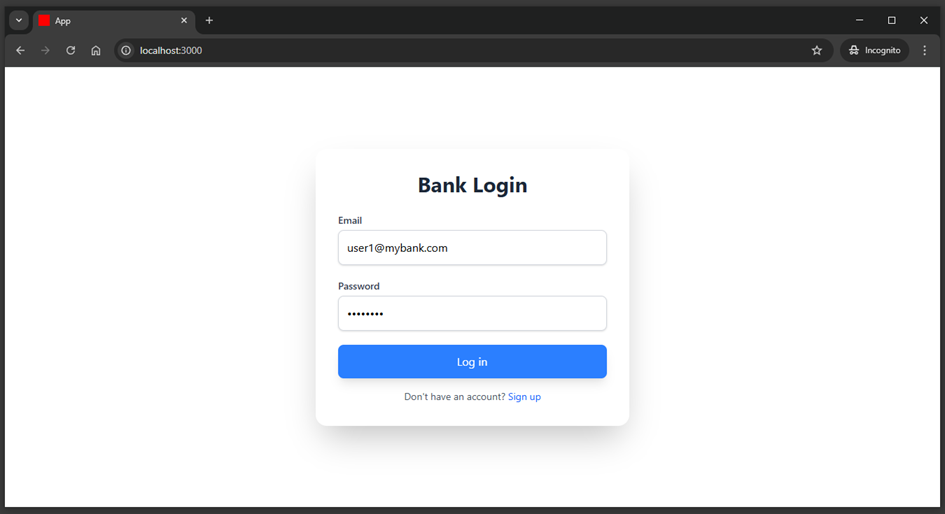 App
localhost:3000
Incognito
Bank Login
Email
user1@mybank.com
Password
••••••••
Log in
Don't have an account? Sign up